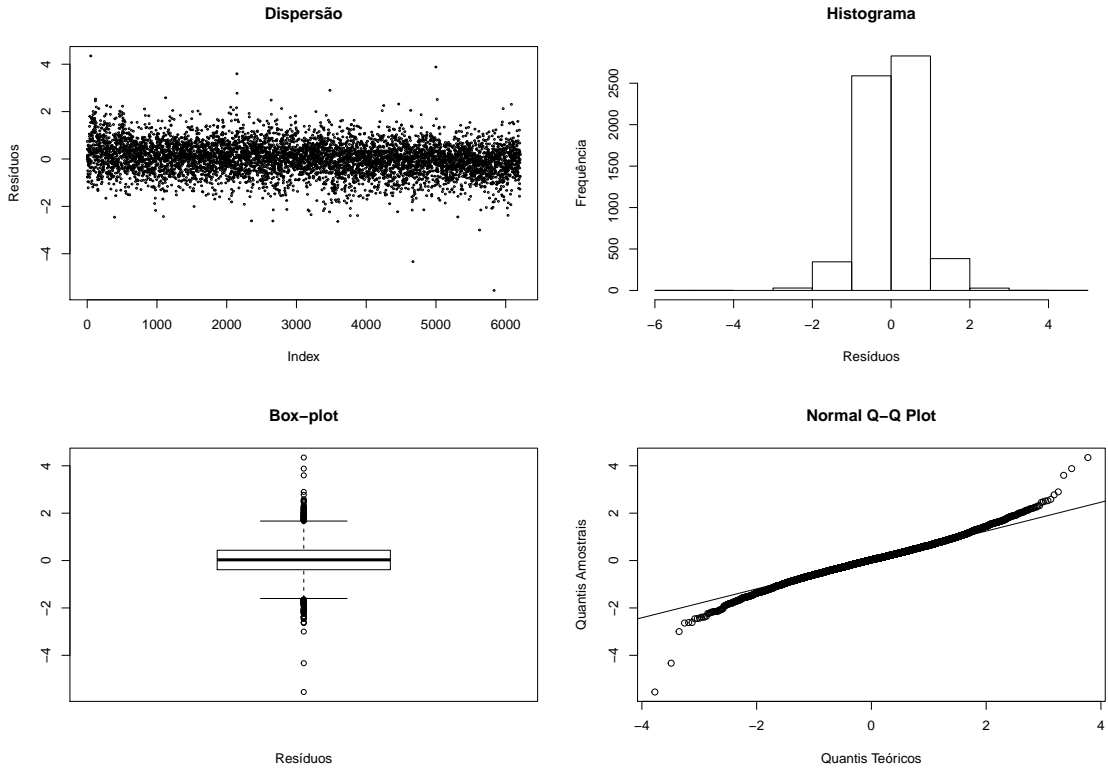 Dispersão
Resíduos
4
2
0
−2
−4
0 1000 2000 3000 4000 5000 6000
Index
Histograma
Frequência
2500
2000
1500
1000
500
0
−6 −4 −2 0 2 4
Resíduos
Box−plot
4
2
0
−2
−4
Resíduos
Normal Q−Q Plot
Quantis Amostrais
4
2
0
−2
−4
−4 −2 0 2 4
Quantis Teóricos